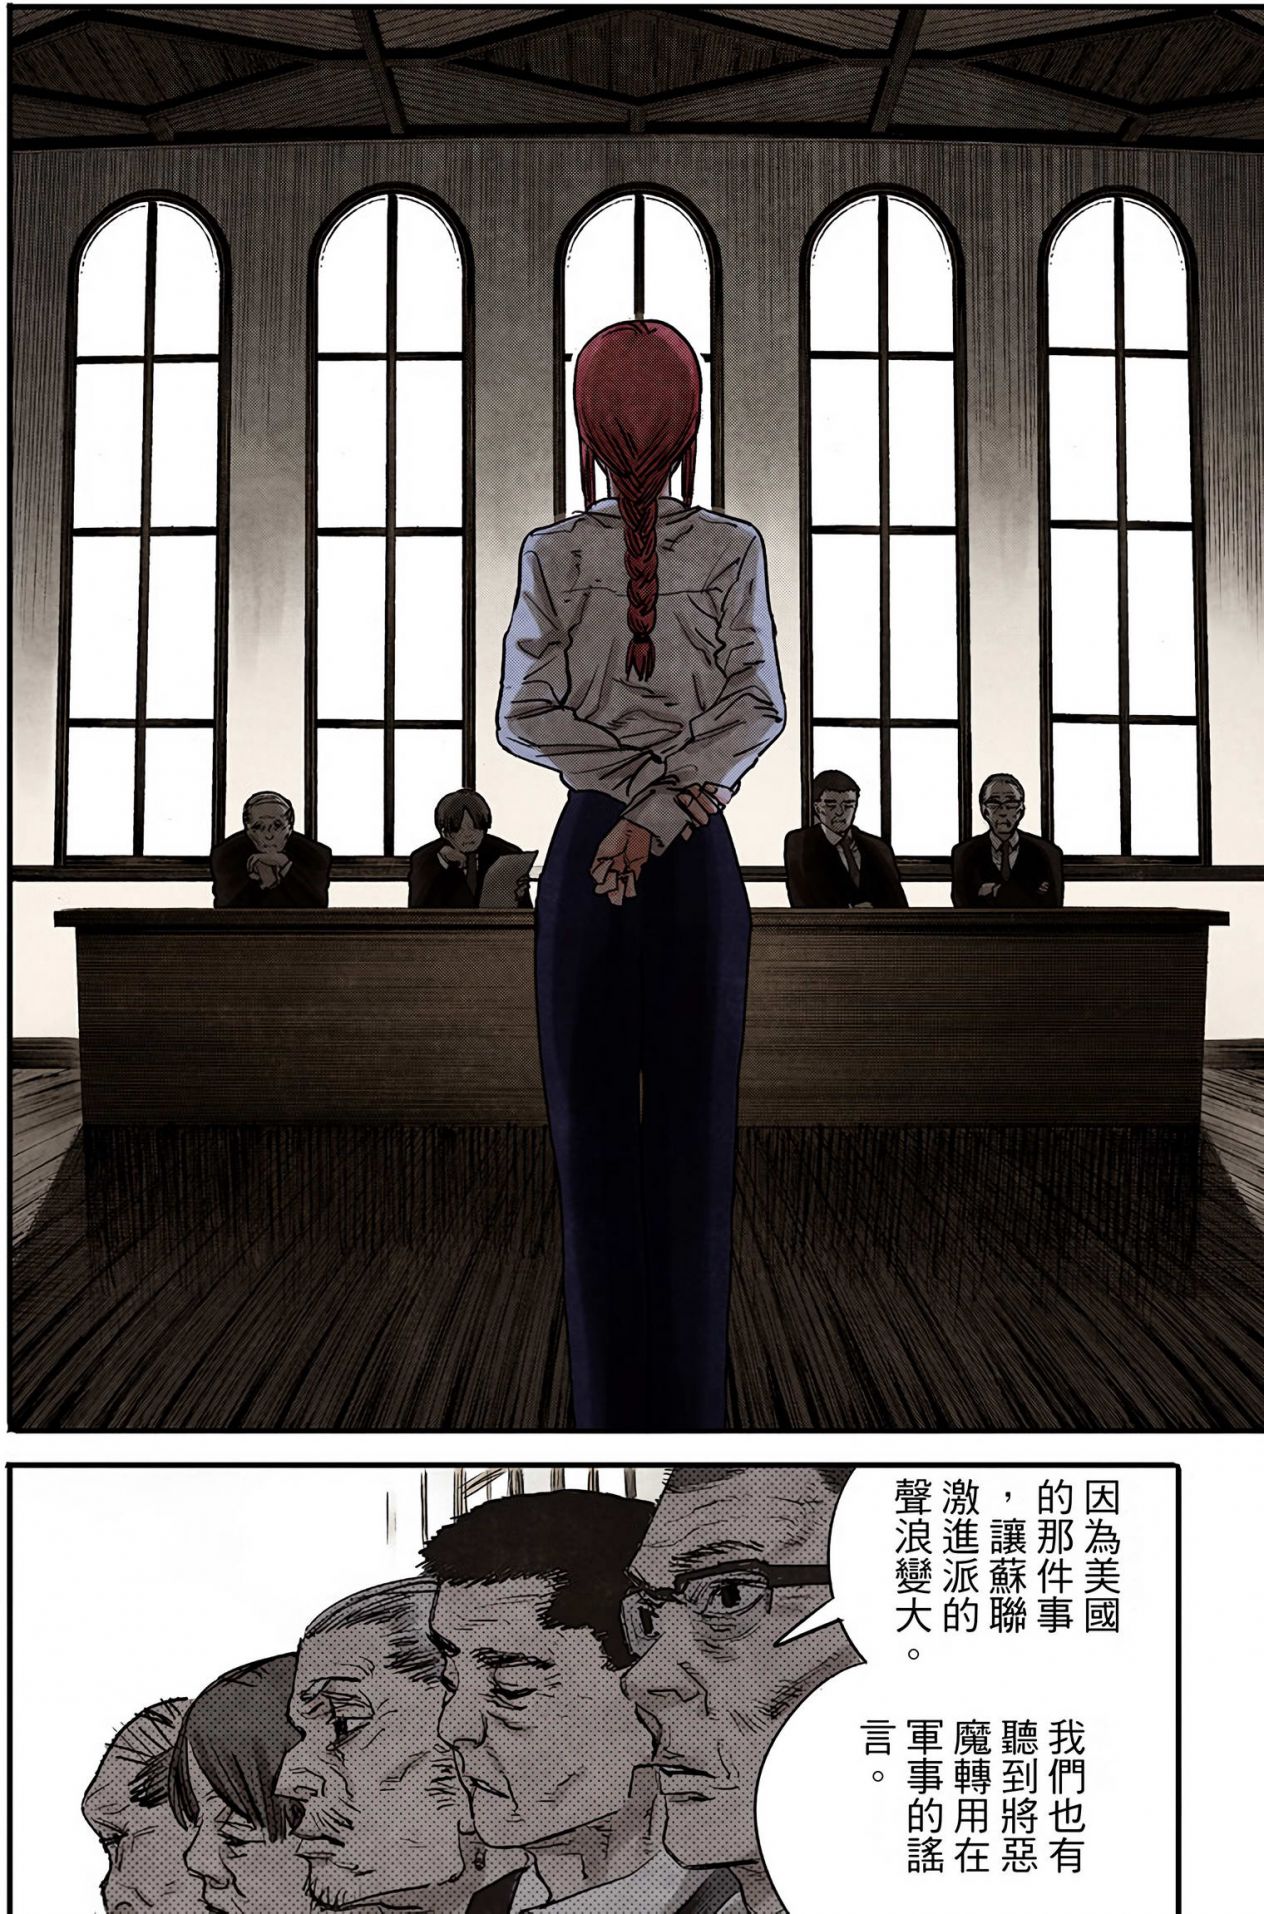 因為美國
的那件事
，讓蘇聯
激進派的
聲浪變大。
我們也有
聽到將惡
魔轉用在
軍事的謠
言。